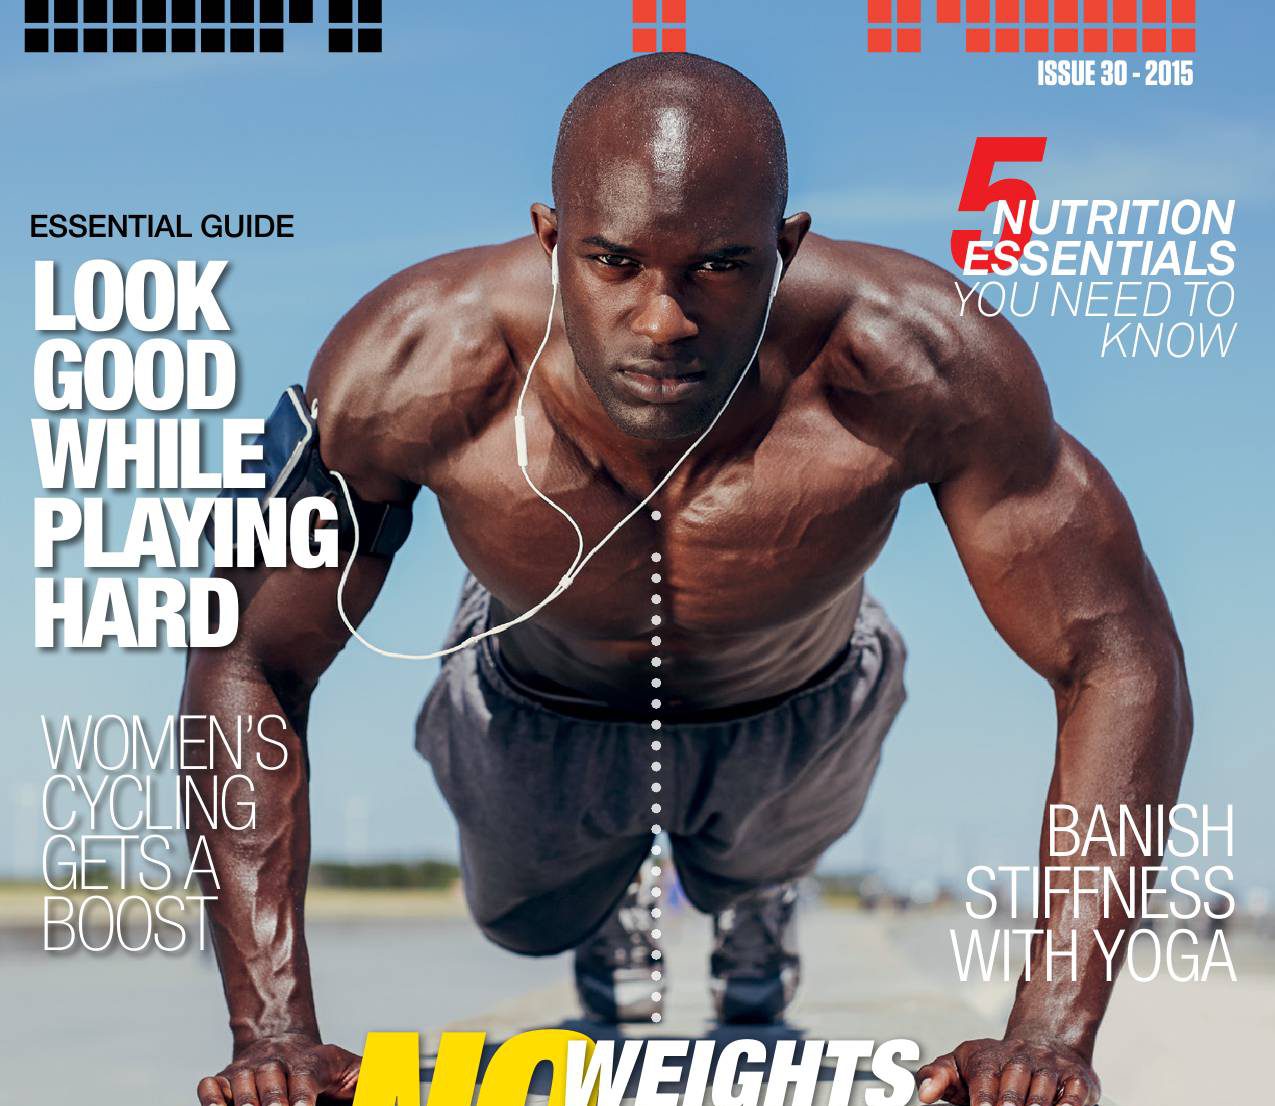 ISSUE 30 - 2015
5
NUTRITION
ESSENTIALS
YOU NEED TO
KNOW
ESSENTIAL GUIDE
LOOK
GOOD
WHILE
PLAYING
HARD
WOMEN'S
CYCLING
GETS A
BOOST
BANISH
STIFFNESS
WITH YOGA
NO WEIGHTS